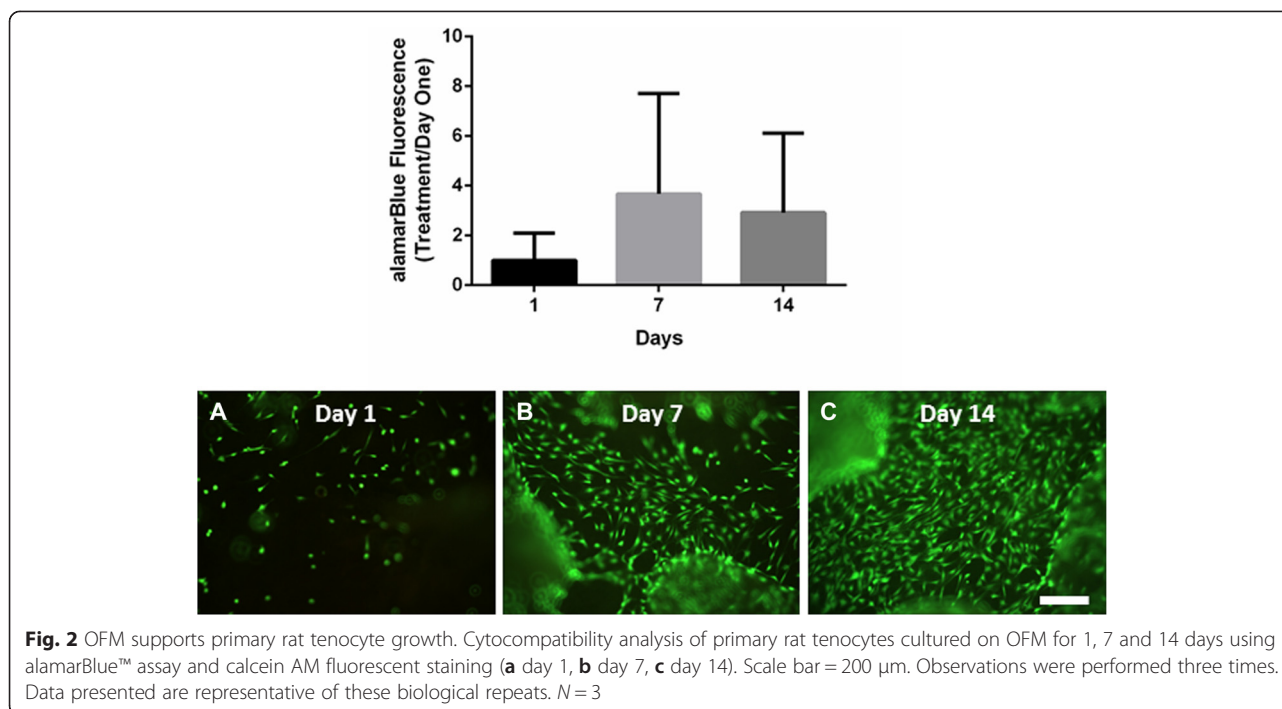 alamarBlue Fluorescence
(Treatment/Day One)
10
8
6
4
2
0
1 7 14
Days
A Day 1 B Day 7 C Day 14
Fig. 2 OFM supports primary rat tenocyte growth. Cytocompatibility analysis of primary rat tenocytes cultured on OFM for 1, 7 and 14 days using
alamarBlue™ assay and calcein AM fluorescent staining (a day 1, b day 7, c day 14). Scale bar = 200 μm. Observations were performed three times.
Data presented are representative of these biological repeats. N = 3